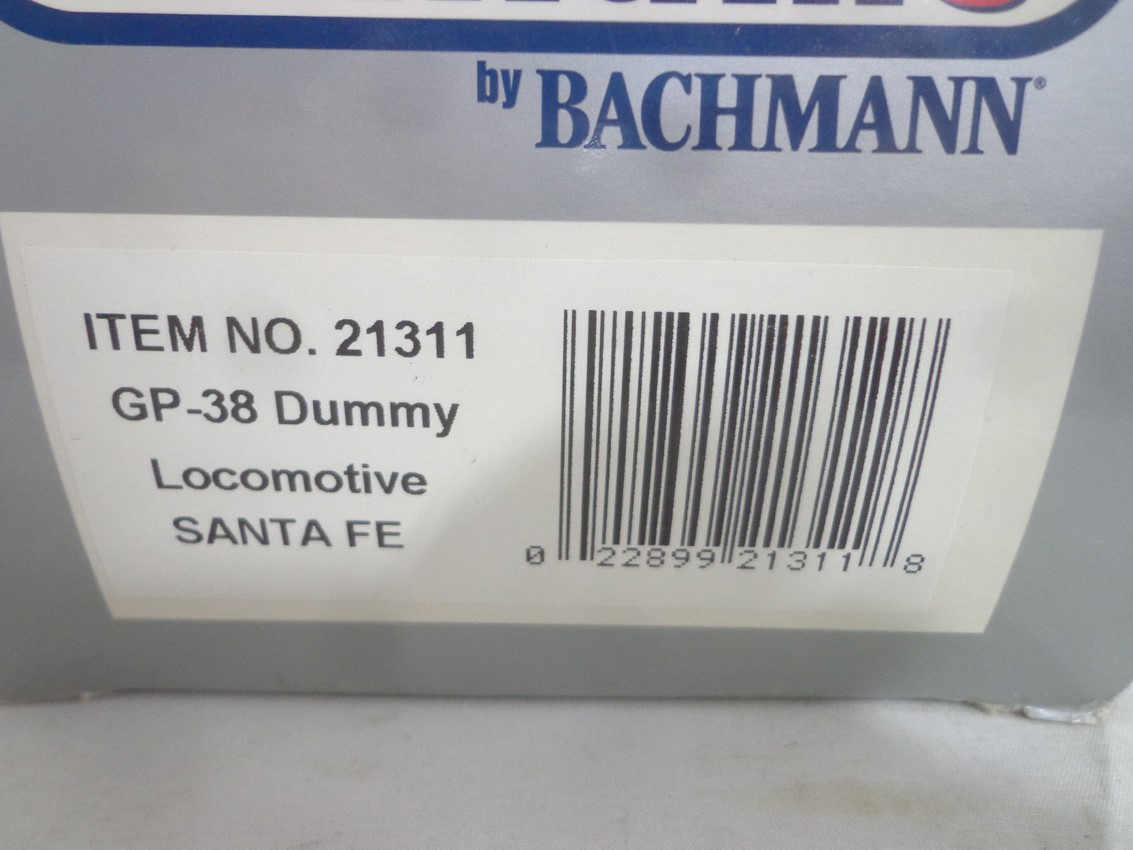 by BACHMANN®
ITEM NO. 21311
GP-38 Dummy
Locomotive
SANTA FE
0 22899 21311 8